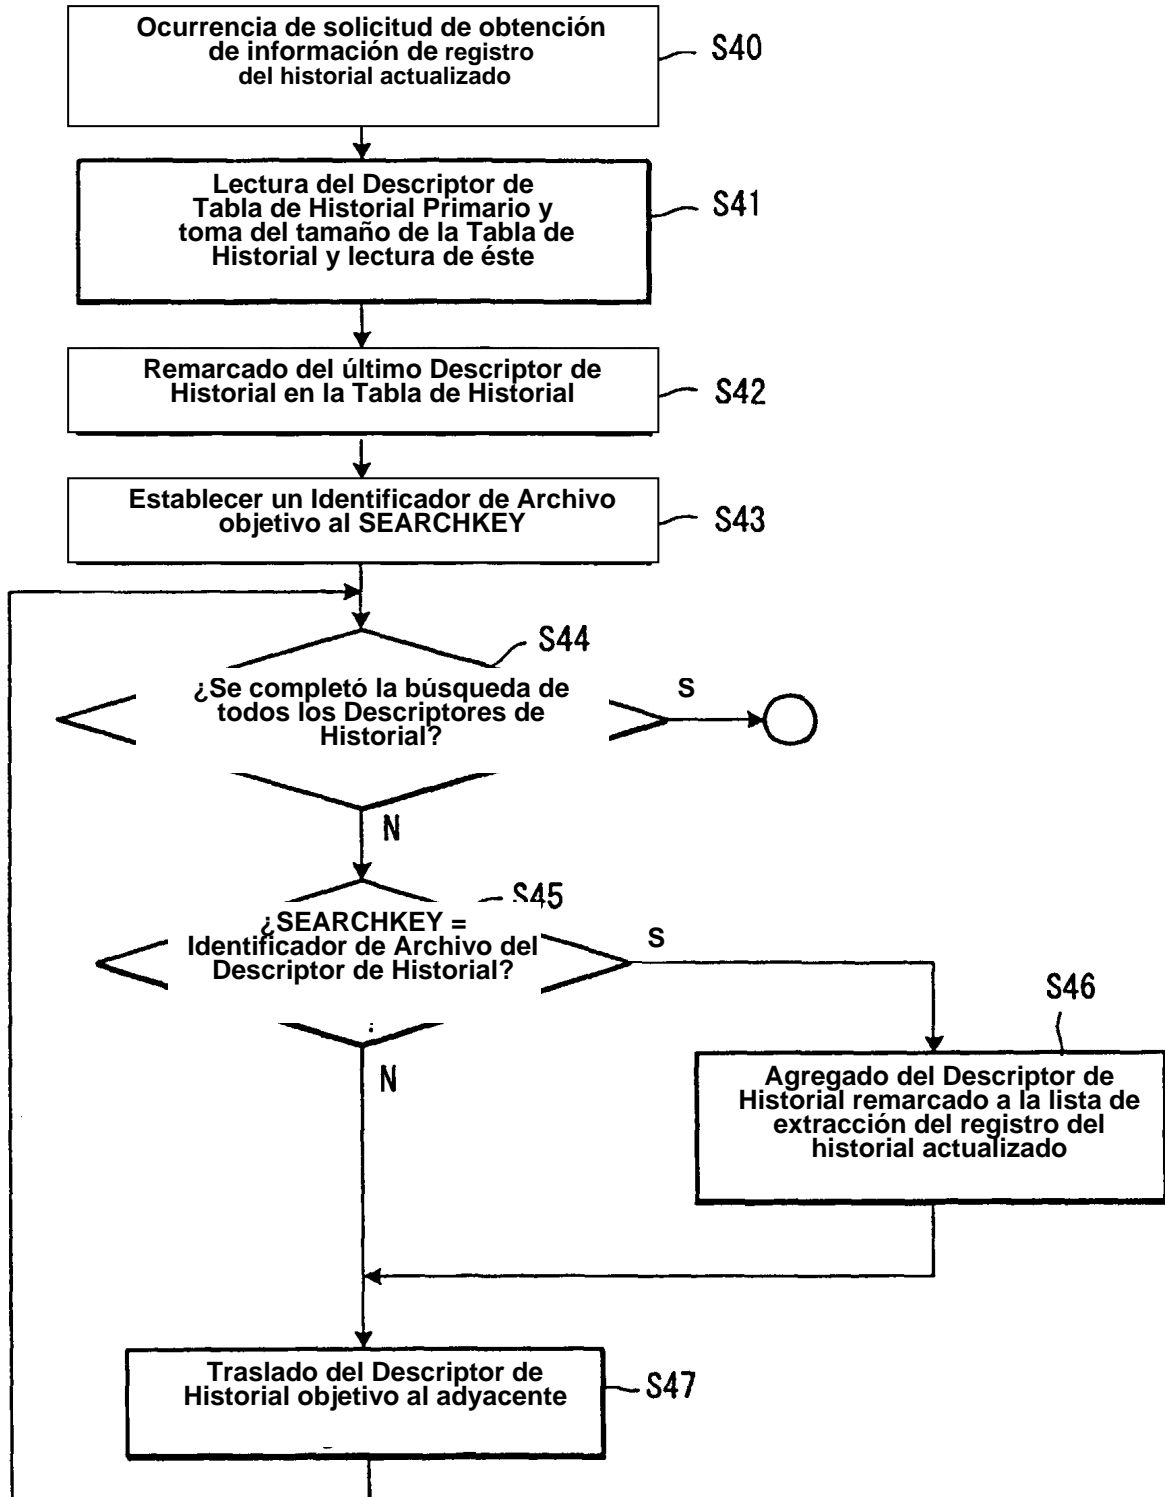 Ocurrencia de solicitud de obtención
de información de registro
del historial actualizado
S40
Lectura del Descriptor de
Tabla de Historial Primario y
toma del tamaño de la Tabla de
Historial y lectura de éste
S41
Remarcado del último Descriptor de
Historial en la Tabla de Historial
S42
Establecer un Identificador de Archivo
objetivo al SEARCHKEY
S43
S44
¿Se completó la búsqueda de
todos los Descriptores de
Historial?
S
N
S45
¿SEARCHKEY =
Identificador de Archivo del
Descriptor de Historial?
S
N
S46
Agregado del Descriptor de
Historial remarcado a la lista de
extracción del registro del
historial actualizado
Traslado del Descriptor de
Historial objetivo al adyacente
S47